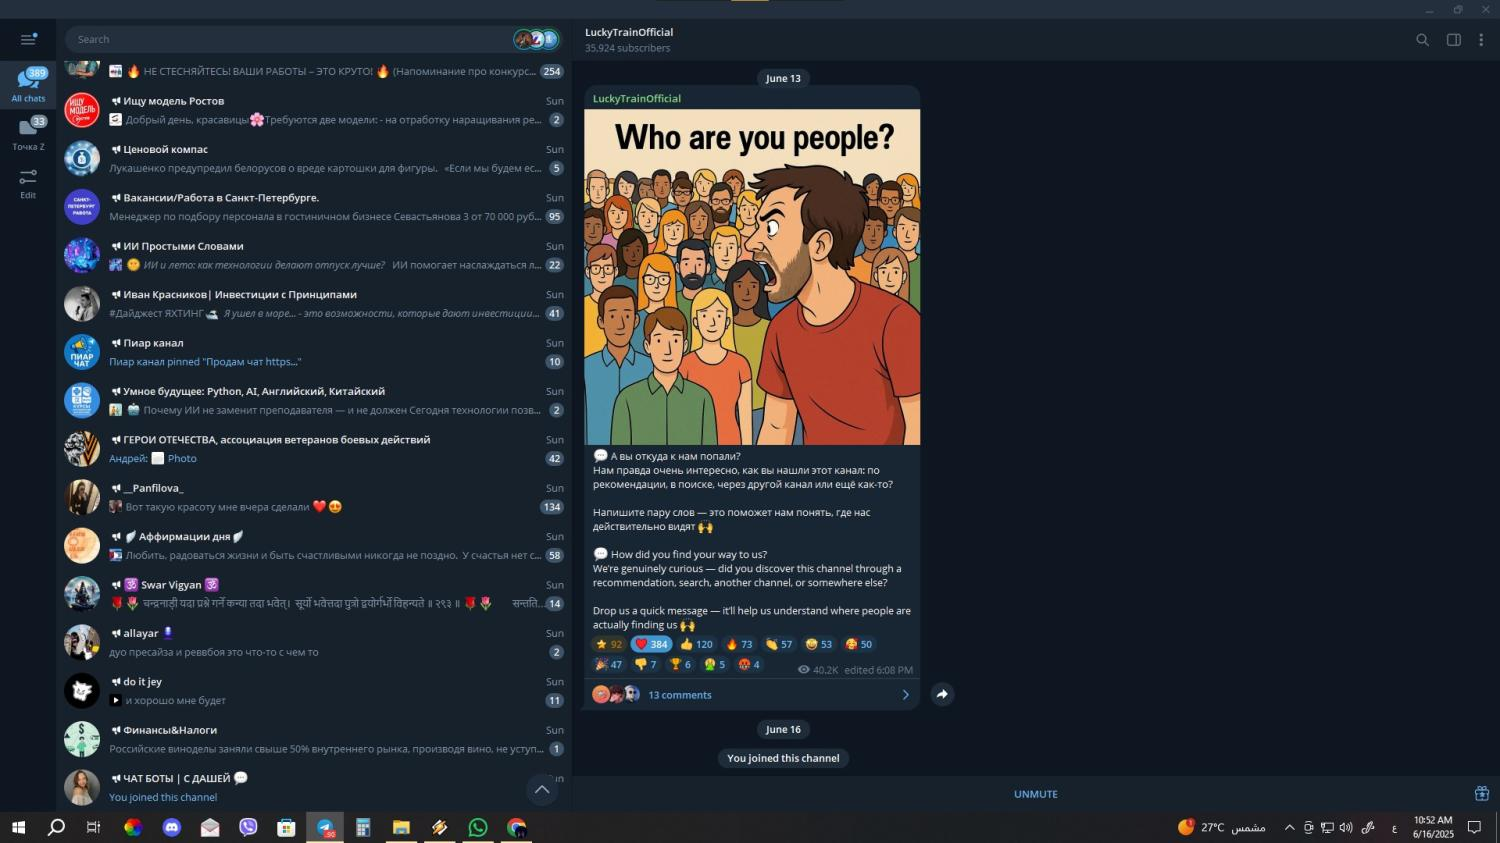 Search
LuckyTrainOfficial
35,924 subscribers
389
All chats
33
Точка Z
Edit
НЕ СТЕСНЯЙТЕСЬ! ВАШИ РАБОТЫ – ЭТО КРУТО! 🔥 (Напоминание про конкурс... 254
Ищу модель Ростов Sun
Добрый день, красавицы🌸Требуются две модели: - на отработку наращивания ре... 2
Ценовой компас Sun
Лукашенко предупредил белорусов о вреде картошки для фигуры. «Если мы будем ес... 5
Вакансии/Работа в Санкт-Петербурге. Sun
Менеджер по подбору персонала в гостиничном бизнесе Севастьянова 3 от 70 000 руб... 95
ИИ Простыми Словами Sun
ИИ и лето: как технологии делают отпуск лучше? ИИ помогает наслаждаться л... 22
Иван Красников| Инвестиции с Принципами Sun
#Дайджест ЯХТИНГ🛥 Я ушел в море... - это возможности, которые дают инвестиции... 41
Пиар канал Sun
Пиар канал pinned "Продам чат https..." 10
Умное будущее: Python, AI, Английский, Китайский Sun
Почему ИИ не заменит преподавателя — и не должен Сегодня технологии позв... 2
ГЕРОИ ОТЕЧЕСТВА, ассоциация ветеранов боевых действий Sun
Андрей: Photo 42
__Panfilova_ Sun
Вот такую красоту мне вчера сделали ❤️😍 134
Аффирмации дня Sun
Любить, радоваться жизни и быть счастливыми никогда не поздно. У счастья нет с... 58
🕉 Swar Vigyan 🕉 Sun
🌹🌷 चन्द्रनाड़ी यदा प्रश्ने गर्ने कन्या तदा भवेत्। सूर्यो भवेत्तदा पुत्रो द्वयोर्गर्भो विहन्यते ॥ २९३ ॥ 🌹🌷 सन्तति... 14
allayar Sun
дуо пресайза и реввбоя это что-то с чем то 2
do it jey Sun
и хорошо мне будет 11
Финансы&Налоги Sun
Российские виноделы заняли свыше 50% внутреннего рынка, производя вино, не уступ... 1
ЧАТ БОТЫ | С ДАШЕЙ 💬
You joined this channel
June 13
LuckyTrainOfficial
Who are you people?
💬 А вы откуда к нам попали?
Нам правда очень интересно, как вы нашли этот канал: по
рекомендации, в поиске, через другой канал или ещё как-то?
Напишите пару слов — это поможет нам понять, где нас
действительно видят 🙌
💬 How did you find your way to us?
We're genuinely curious — did you discover this channel through a
recommendation, search, another channel, or somewhere else?
Drop us a quick message — it'll help us understand where people are
actually finding us 🙌
92 384 120 73 57 53 50
47 7 6 5 4 40.2K edited 6:08 PM
13 comments
June 16
You joined this channel
UNMUTE
27°C مشمس
ع
10:52 AM
6/16/2025